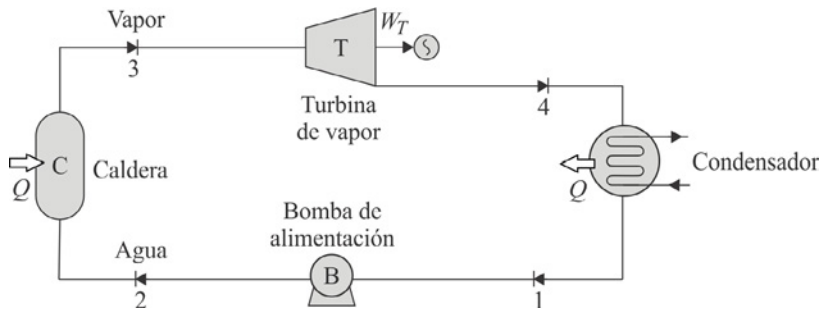 Vapor
3
T
W_T
Turbina
de vapor
4
Q
C
Caldera
Q
Condensador
Bomba de
alimentación
Agua
2
B
1